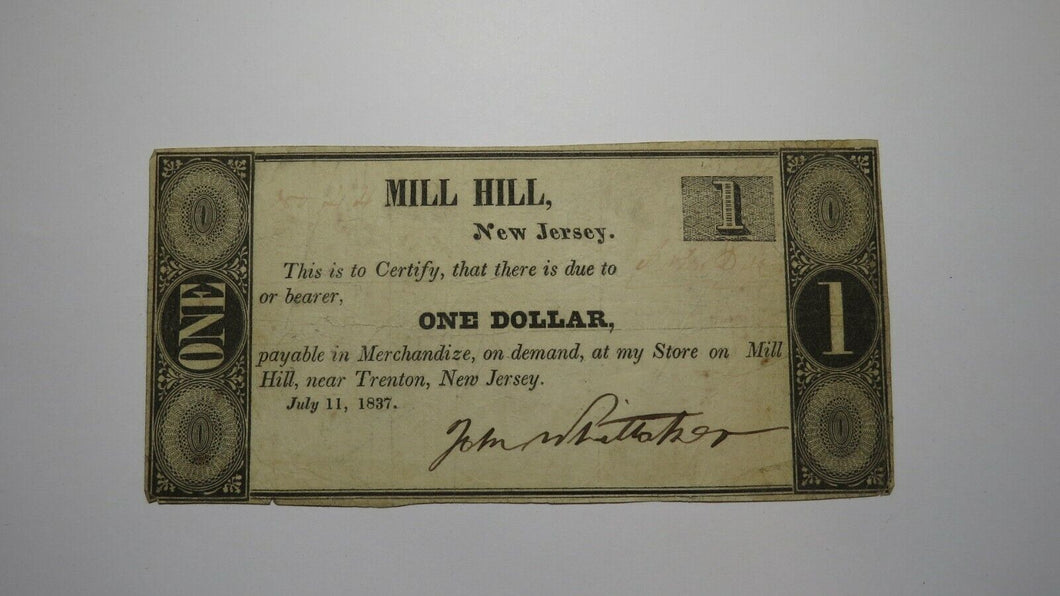 MILL HILL,
1
New Jersey.
This is to Certify, that there is due to
or bearer,
ONE
ONE DOLLAR,
1
payable in Merchandize, on demand, at my Store on Mill
Hill, near Trenton, New Jersey.
July 11, 1837.
John Whittaker